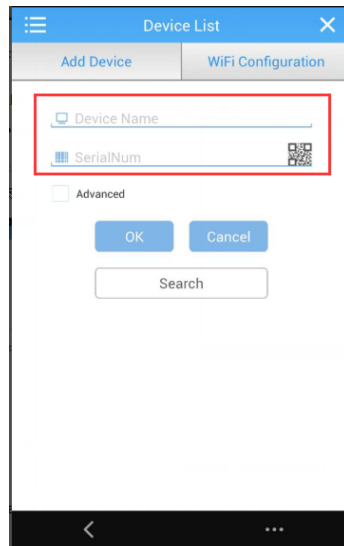 Device List
Add Device
WiFi Configuration
Device Name
SerialNum
Advanced
OK
Cancel
Search